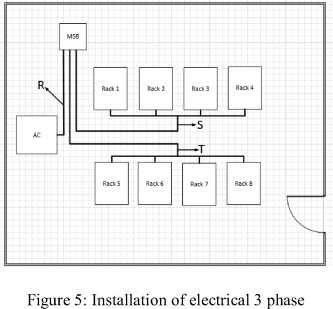 MSB
R
Rack 1 Rack 2 Rack 3 Rack 4
AC
S
T
Rack 5 Rack 6 Rack 7 Rack 8
Figure 5: Installation of electrical 3 phase